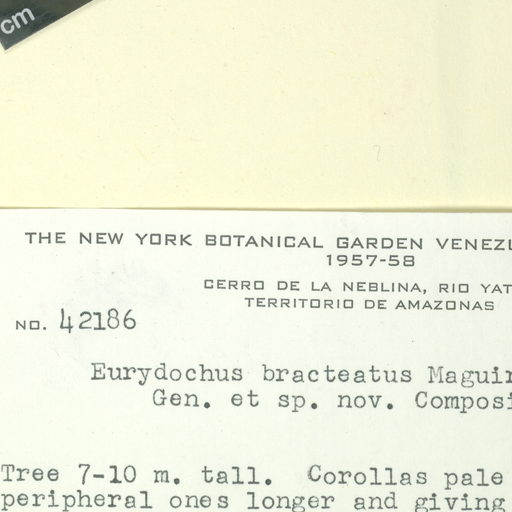 cm
THE NEW YORK BOTANICAL GARDEN VENEZU
1957-58
CERRO DE LA NEBLINA, RIO YAT
TERRITORIO DE AMAZONAS
NO. 42186
Eurydochus bracteatus Maguir
Gen. et sp. nov. Composi
Tree 7-10 m. tall. Corollas pale
peripheral ones longer and giving